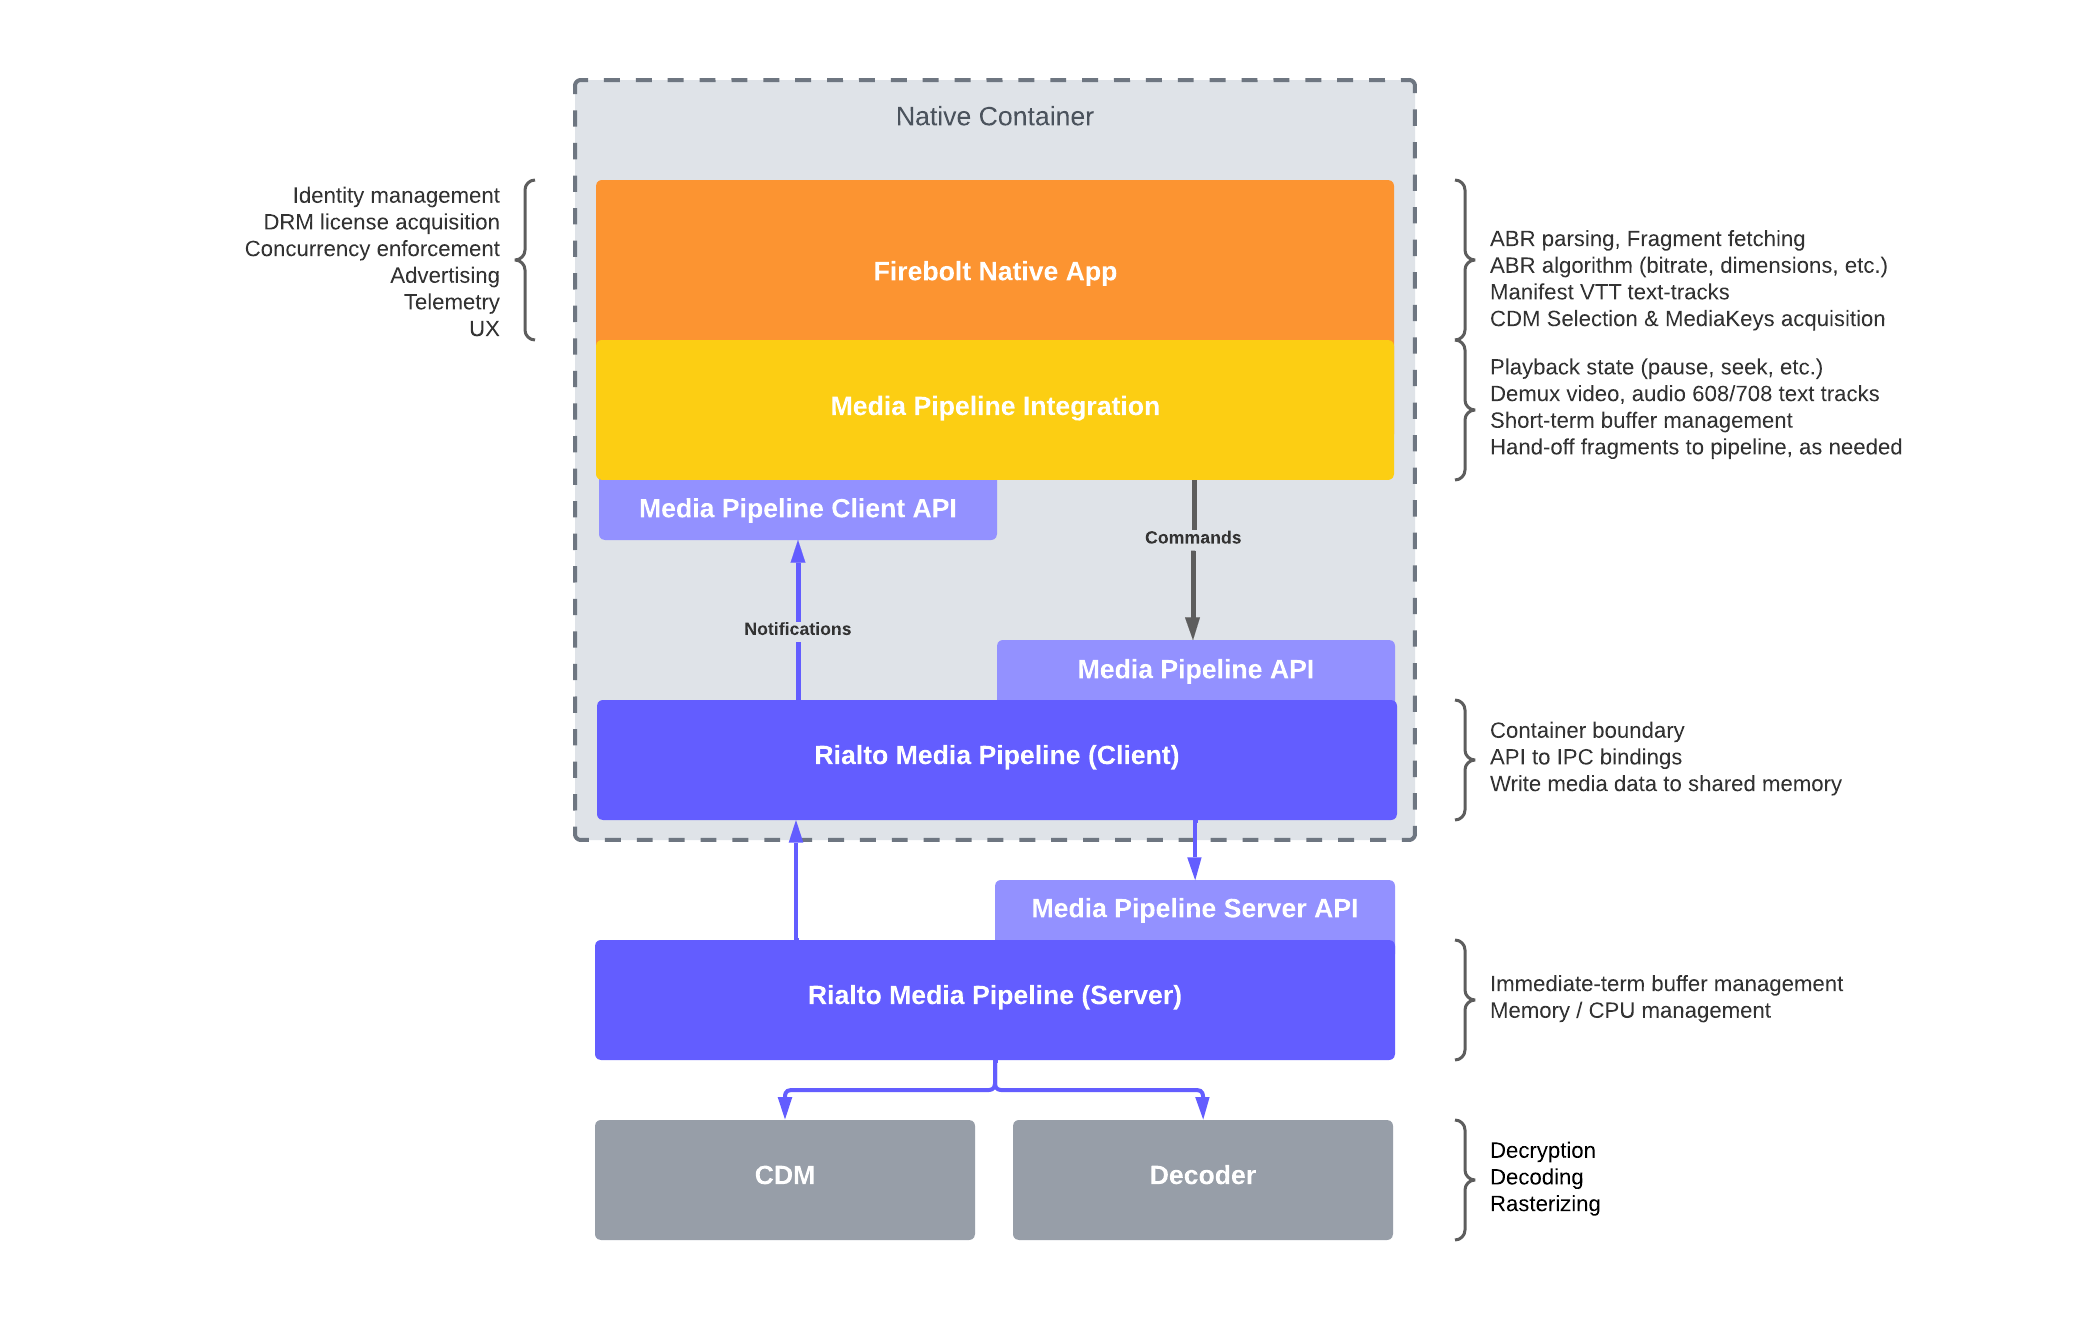 Native Container
Identity management
DRM license acquisition
Concurrency enforcement
Advertising
Telemetry
UX
Firebolt Native App
ABR parsing, Fragment fetching
ABR algorithm (bitrate, dimensions, etc.)
Manifest VTT text-tracks
CDM Selection & MediaKeys acquisition
Media Pipeline Integration
Playback state (pause, seek, etc.)
Demux video, audio 608/708 text tracks
Short-term buffer management
Hand-off fragments to pipeline, as needed
Media Pipeline Client API
Commands
Notifications
Media Pipeline API
Rialto Media Pipeline (Client)
Container boundary
API to IPC bindings
Write media data to shared memory
Media Pipeline Server API
Rialto Media Pipeline (Server)
Immediate-term buffer management
Memory / CPU management
CDM
Decoder
Decryption
Decoding
Rasterizing